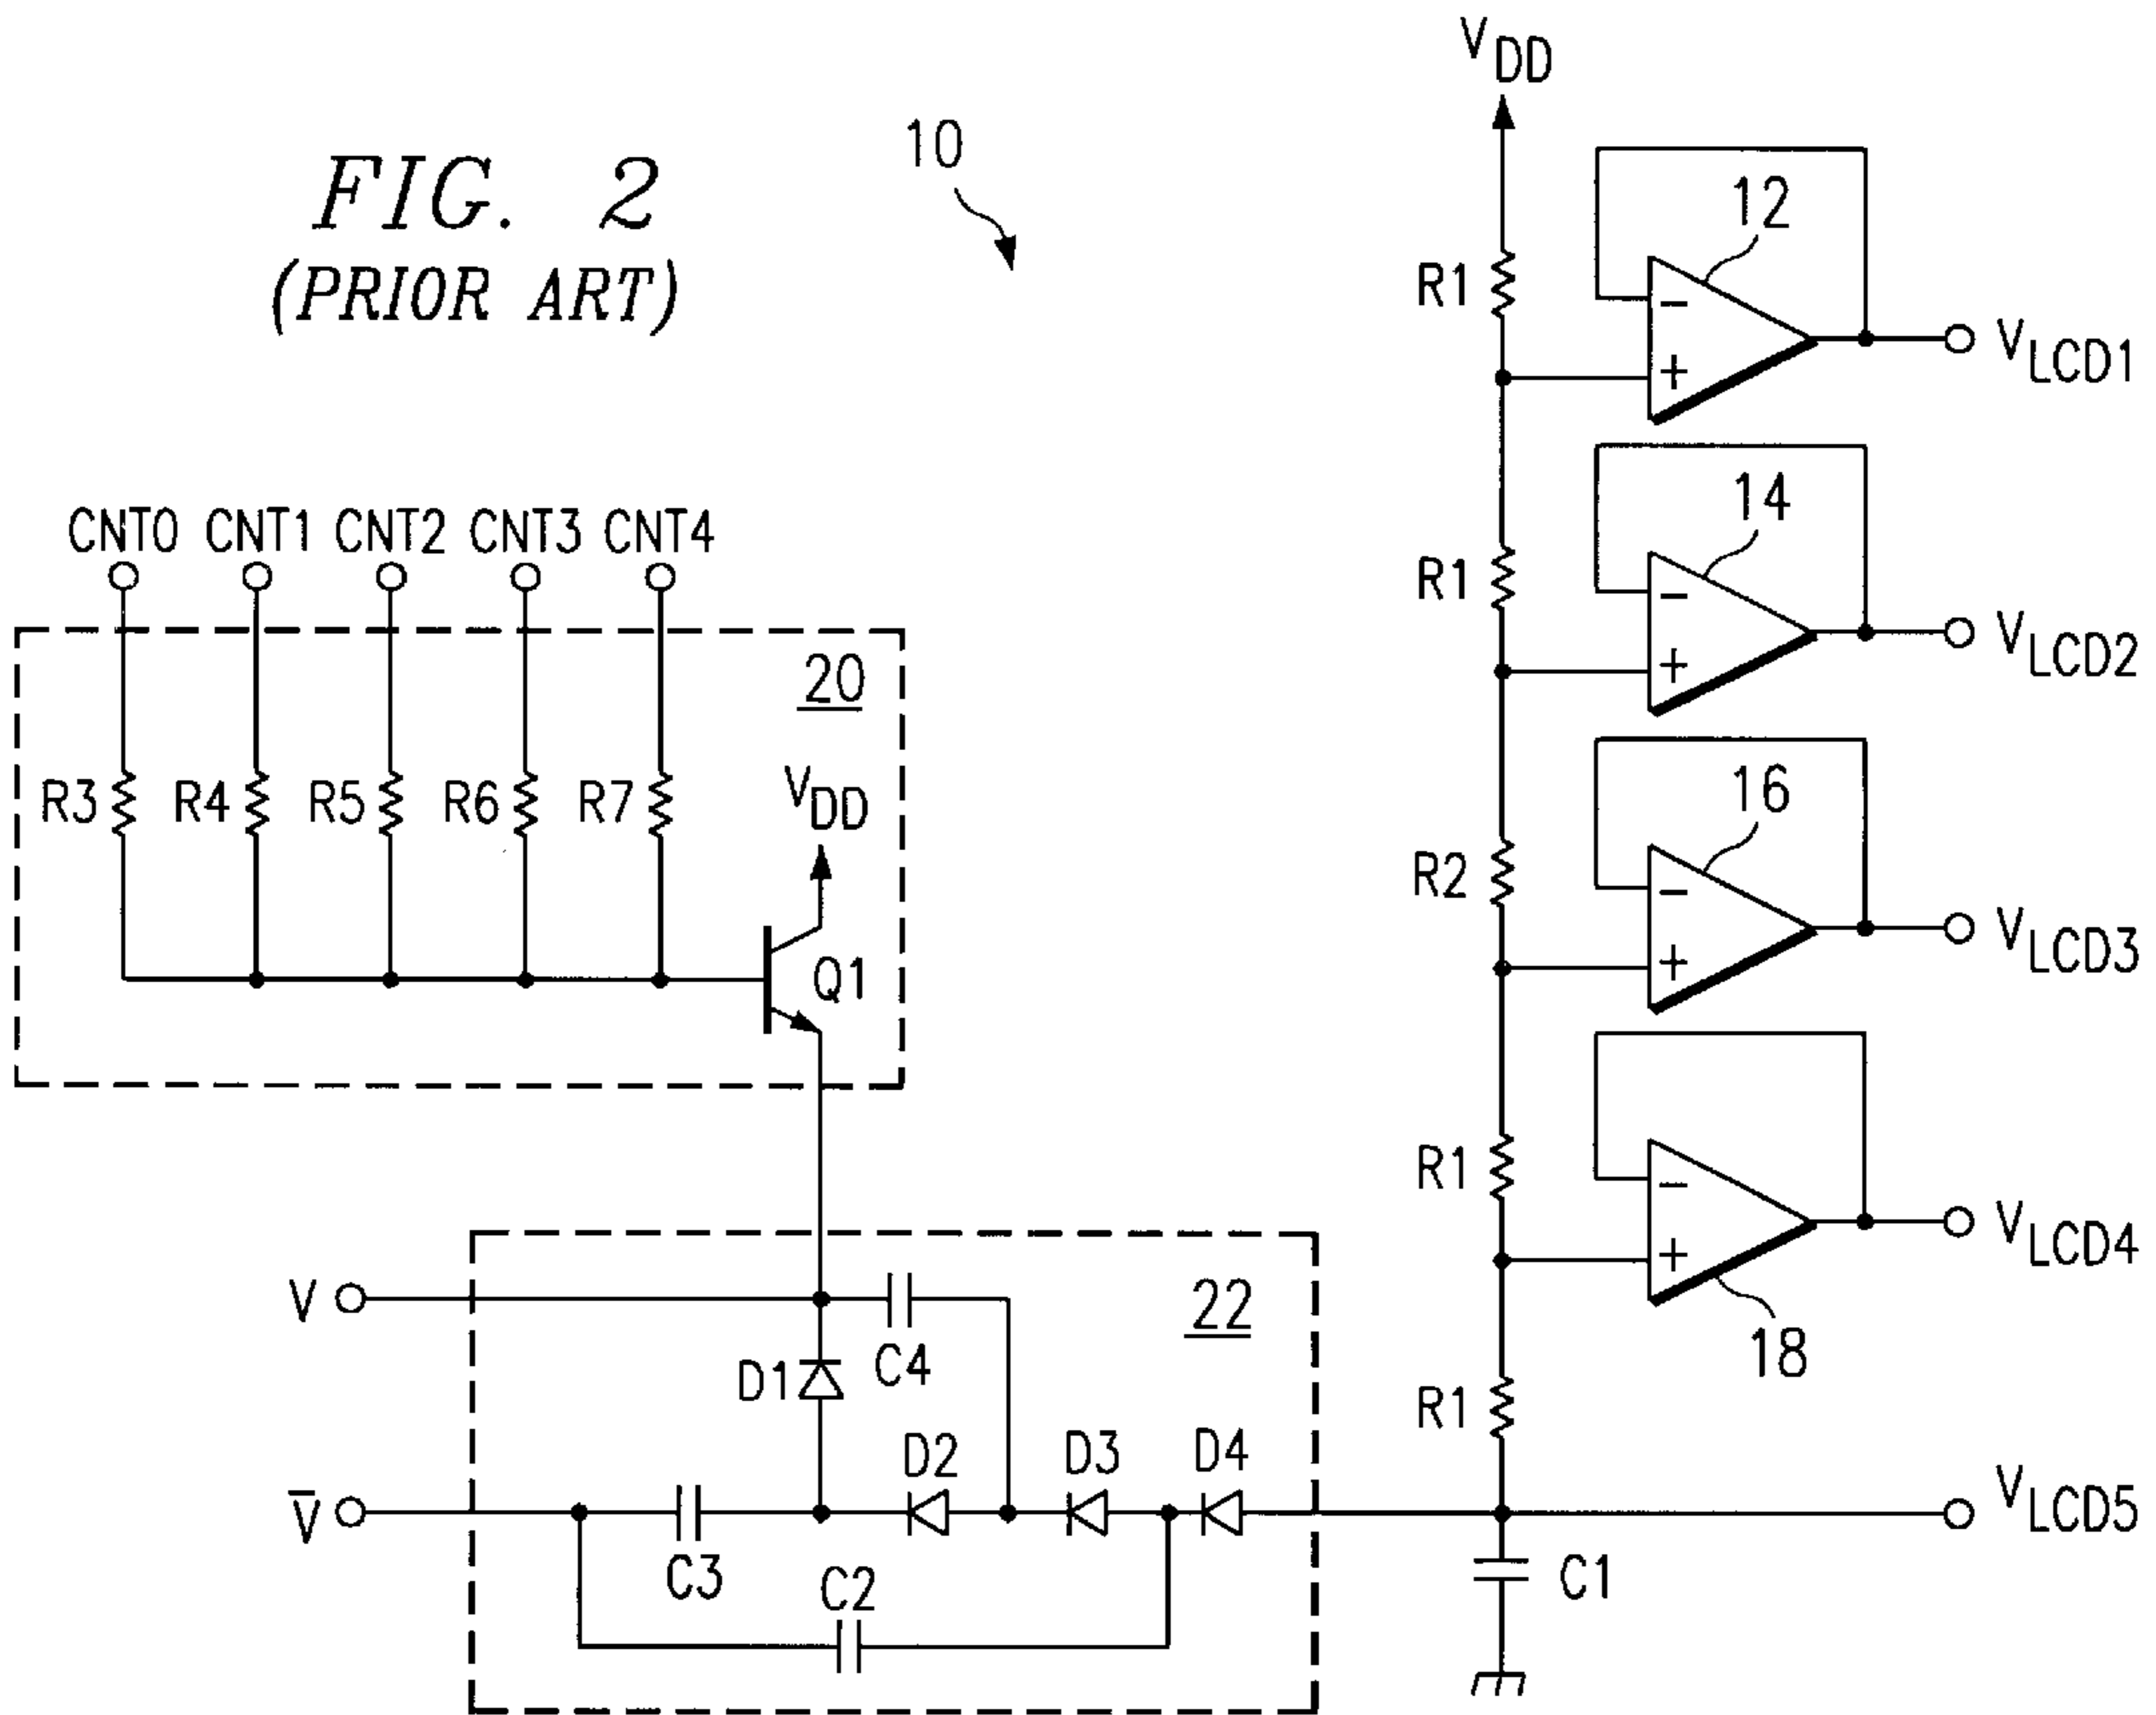 FIG. 2
(PRIOR ART)
10
VDD
R1
12
−
+
VLCD1
R1
14
−
+
VLCD2
R2
16
−
+
VLCD3
R1
−
+
18
VLCD4
R1
VLCD5
C1
CNT0 CNT1 CNT2 CNT3 CNT4
20
R3 R4 R5 R6 R7
VDD
Q1
22
V
C4
D1
D2 D3 D4
V̅
C3
C2